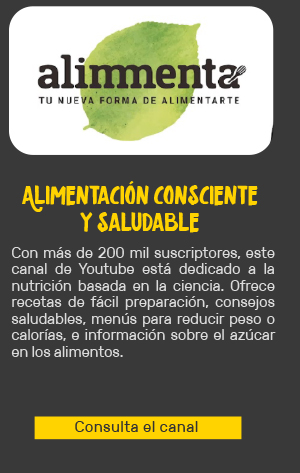 alimmenta
TU NUEVA FORMA DE ALIMENTARTE
ALIMENTACIÓN CONSCIENTE
Y SALUDABLE
Con más de 200 mil suscriptores, este
canal de Youtube está dedicado a la
nutrición basada en la ciencia. Ofrece
recetas de fácil preparación, consejos
saludables, menús para reducir peso o
calorías, e información sobre el azúcar
en los alimentos.
Consulta el canal